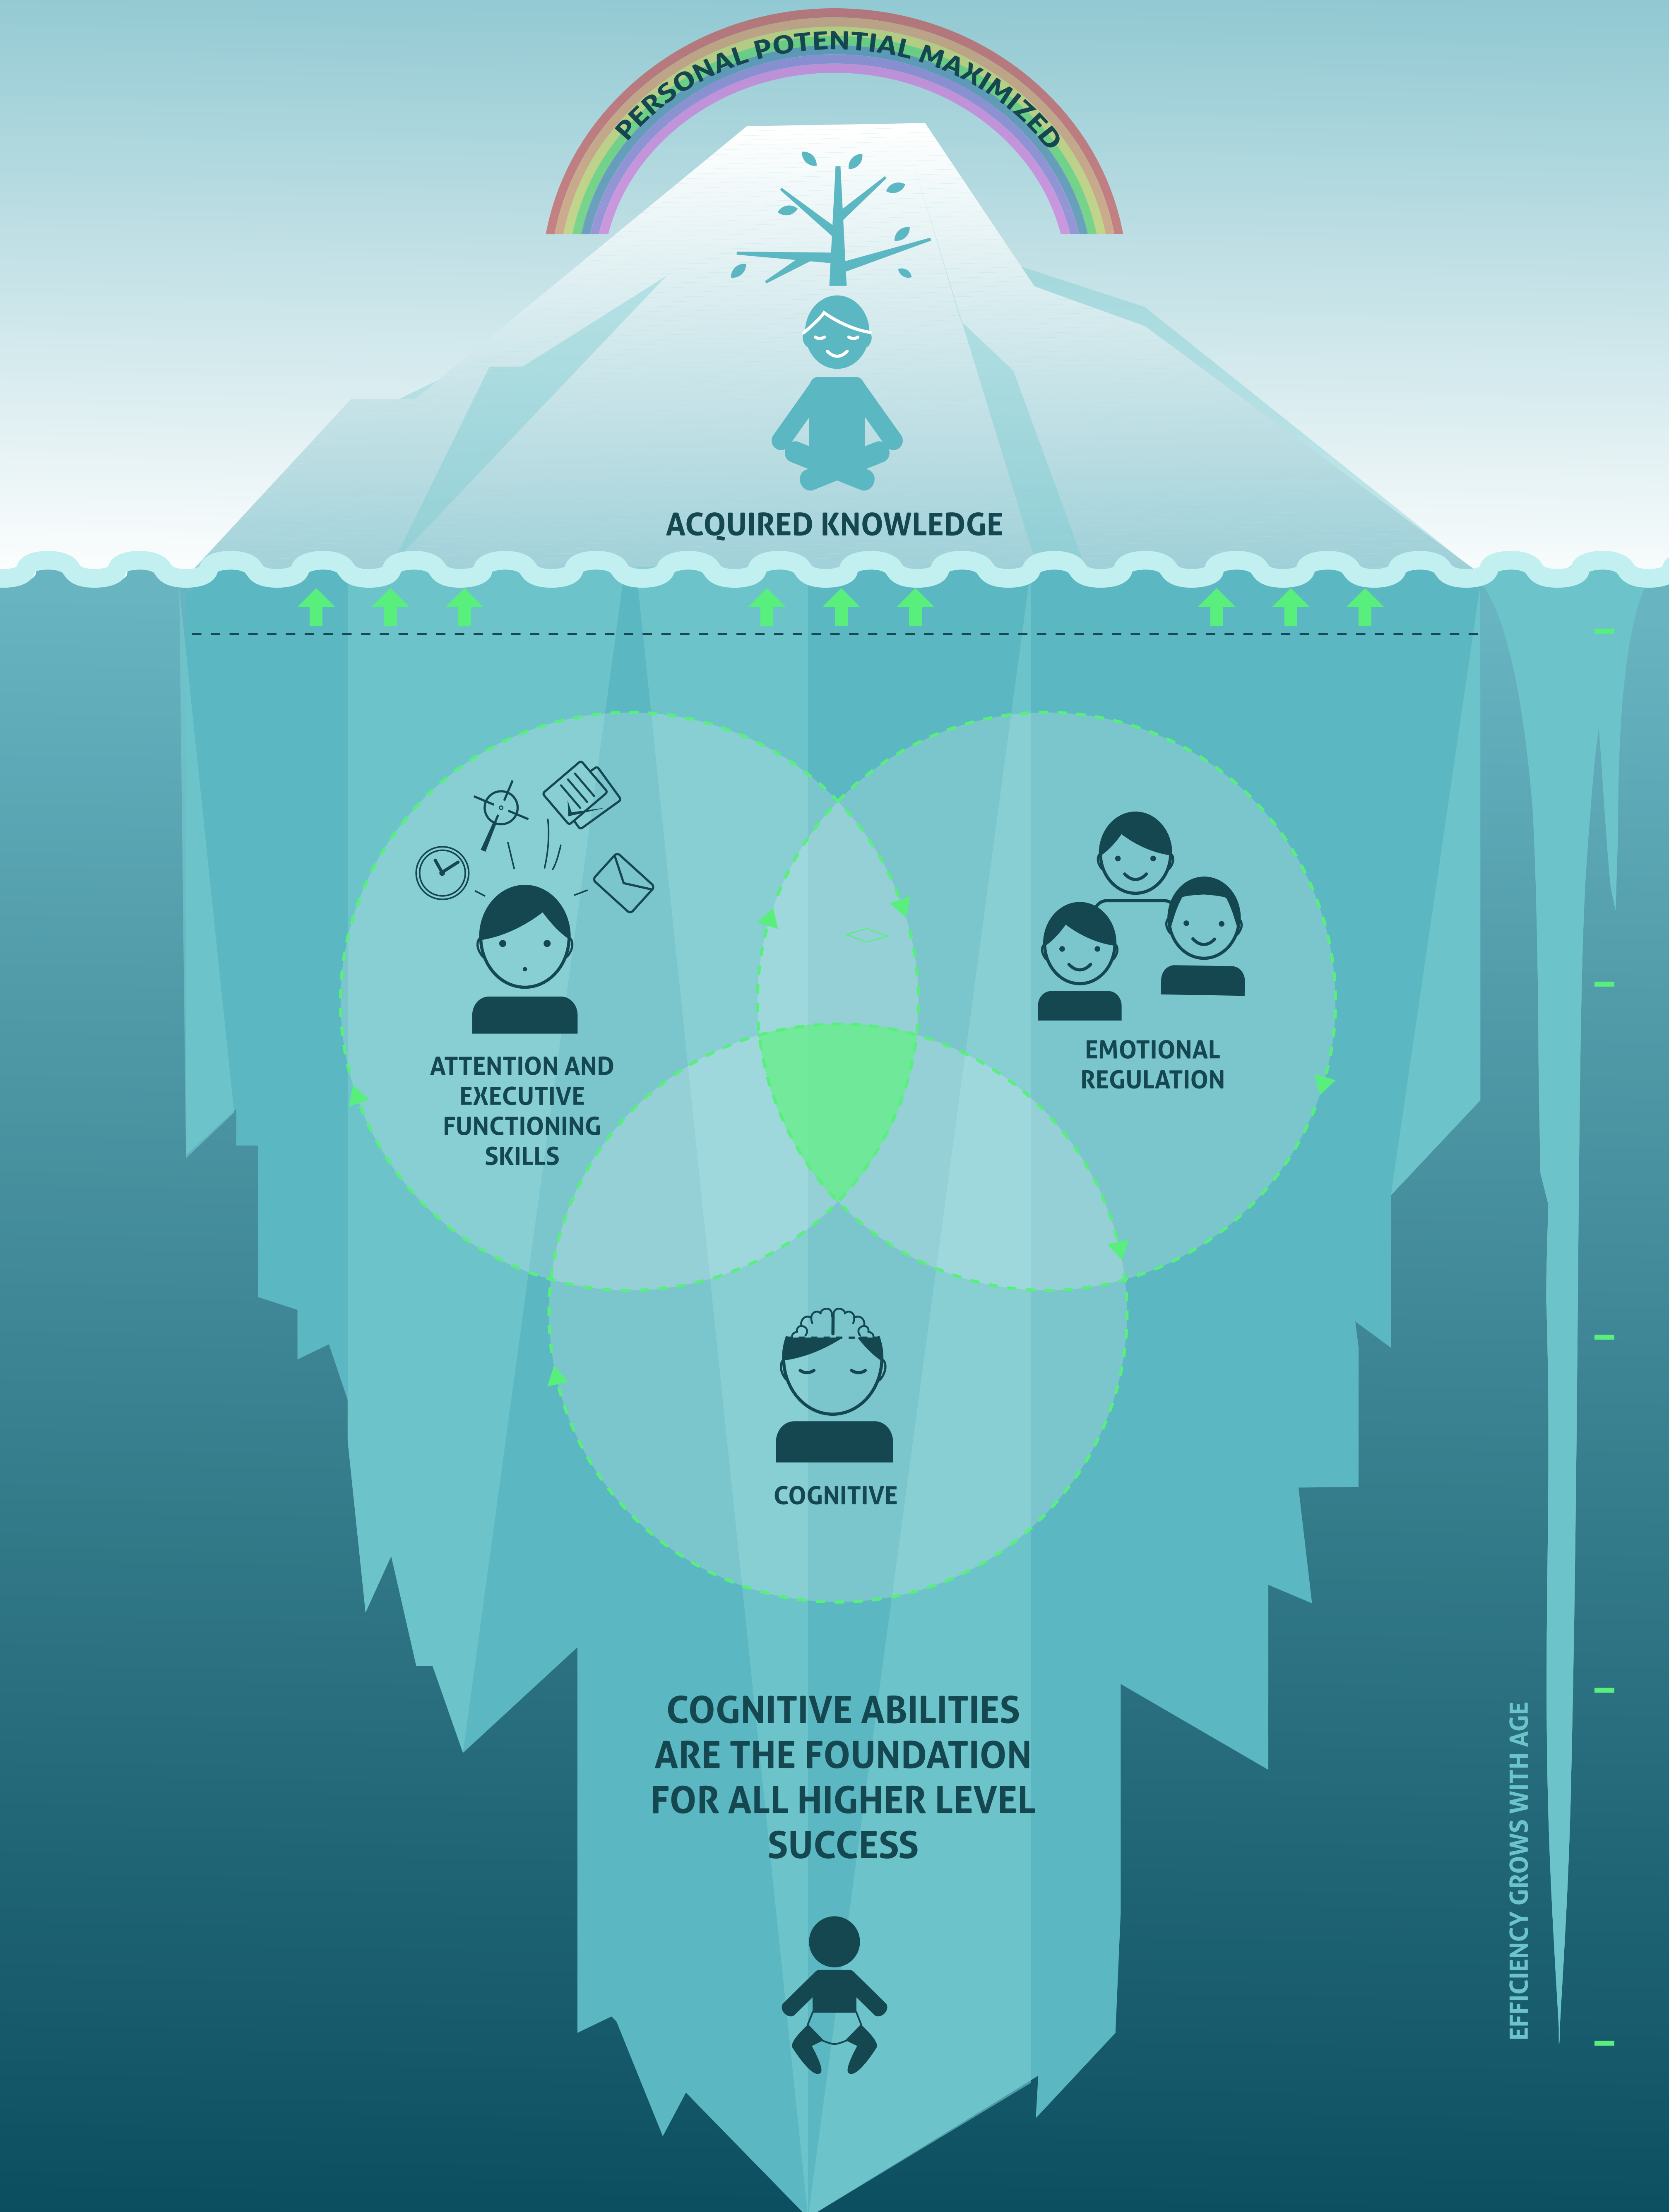 PERSONAL POTENTIAL MAXIMIZED
ACQUIRED KNOWLEDGE
ATTENTION AND
EXECUTIVE
FUNCTIONING
SKILLS
EMOTIONAL
REGULATION
COGNITIVE
COGNITIVE ABILITIES
ARE THE FOUNDATION
FOR ALL HIGHER LEVEL
SUCCESS
EFFICIENCY GROWS WITH AGE